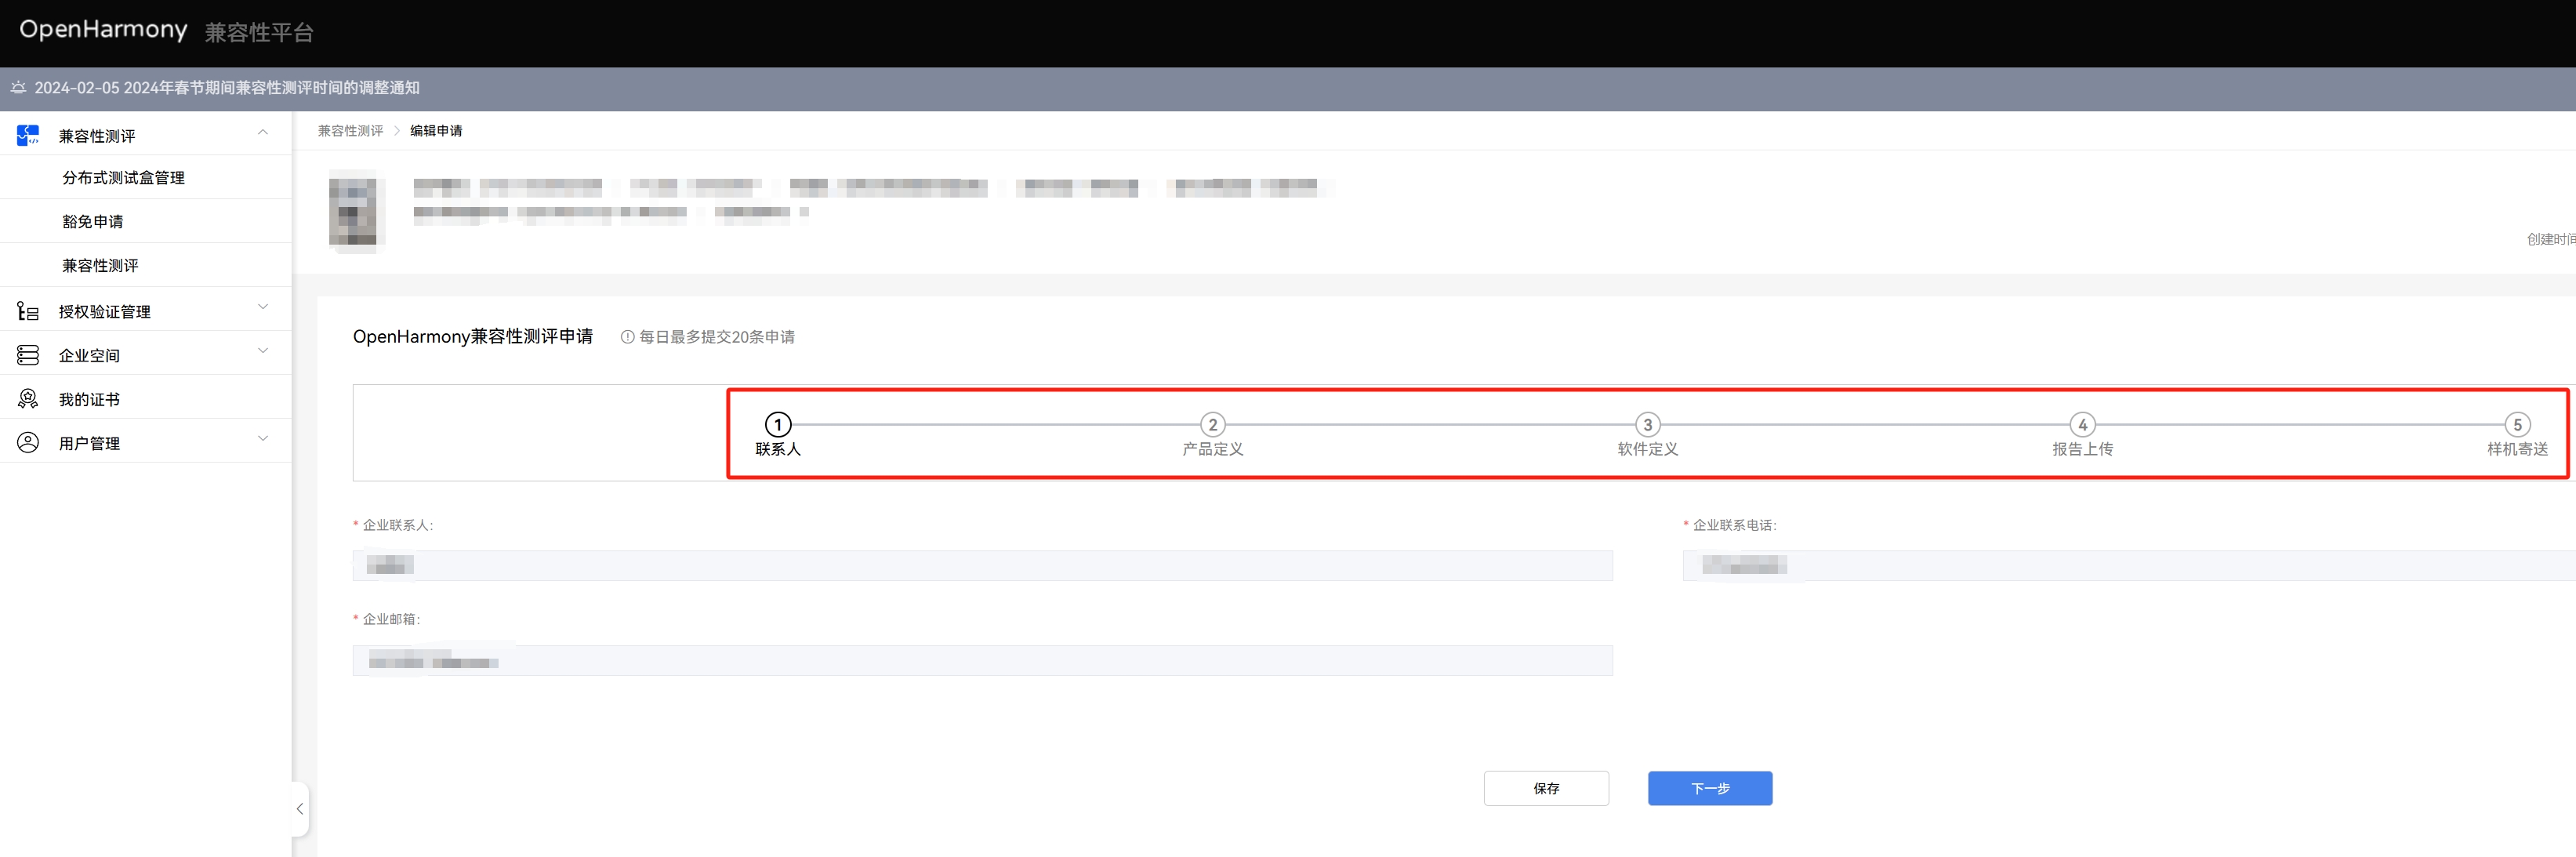 OpenHarmony 兼容性平台
2024-02-05 2024年春节期间兼容性测评时间的调整通知
兼容性测评
分布式测试盒管理
豁免申请
兼容性测评
授权验证管理
企业空间
我的证书
用户管理
兼容性测评 > 编辑申请
创建时间
OpenHarmony兼容性测评申请 每日最多提交20条申请
1 2 3 4 5
联系人 产品定义 软件定义 报告上传 样机寄送
* 企业联系人: * 企业联系电话:
* 企业邮箱:
保存 下一步